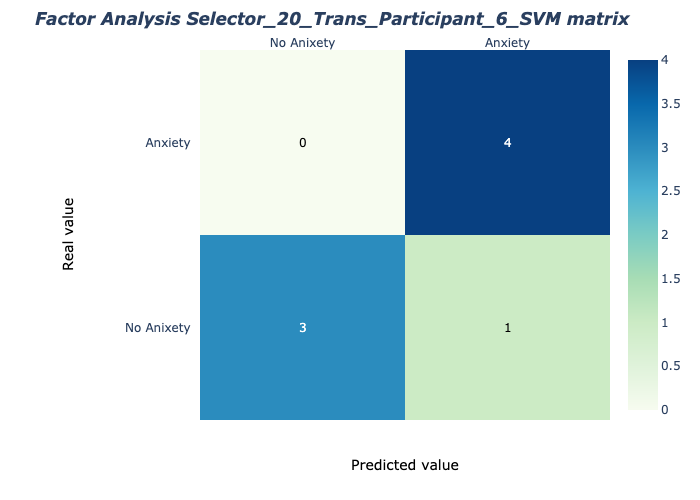 Factor Analysis Selector_20_Trans_Participant_6_SVM matrix
No Anixety
Anxiety
4
3.5
3
2.5
2
1.5
1
0.5
0
Anxiety
0
4
Real value
No Anixety
3
1
Predicted value